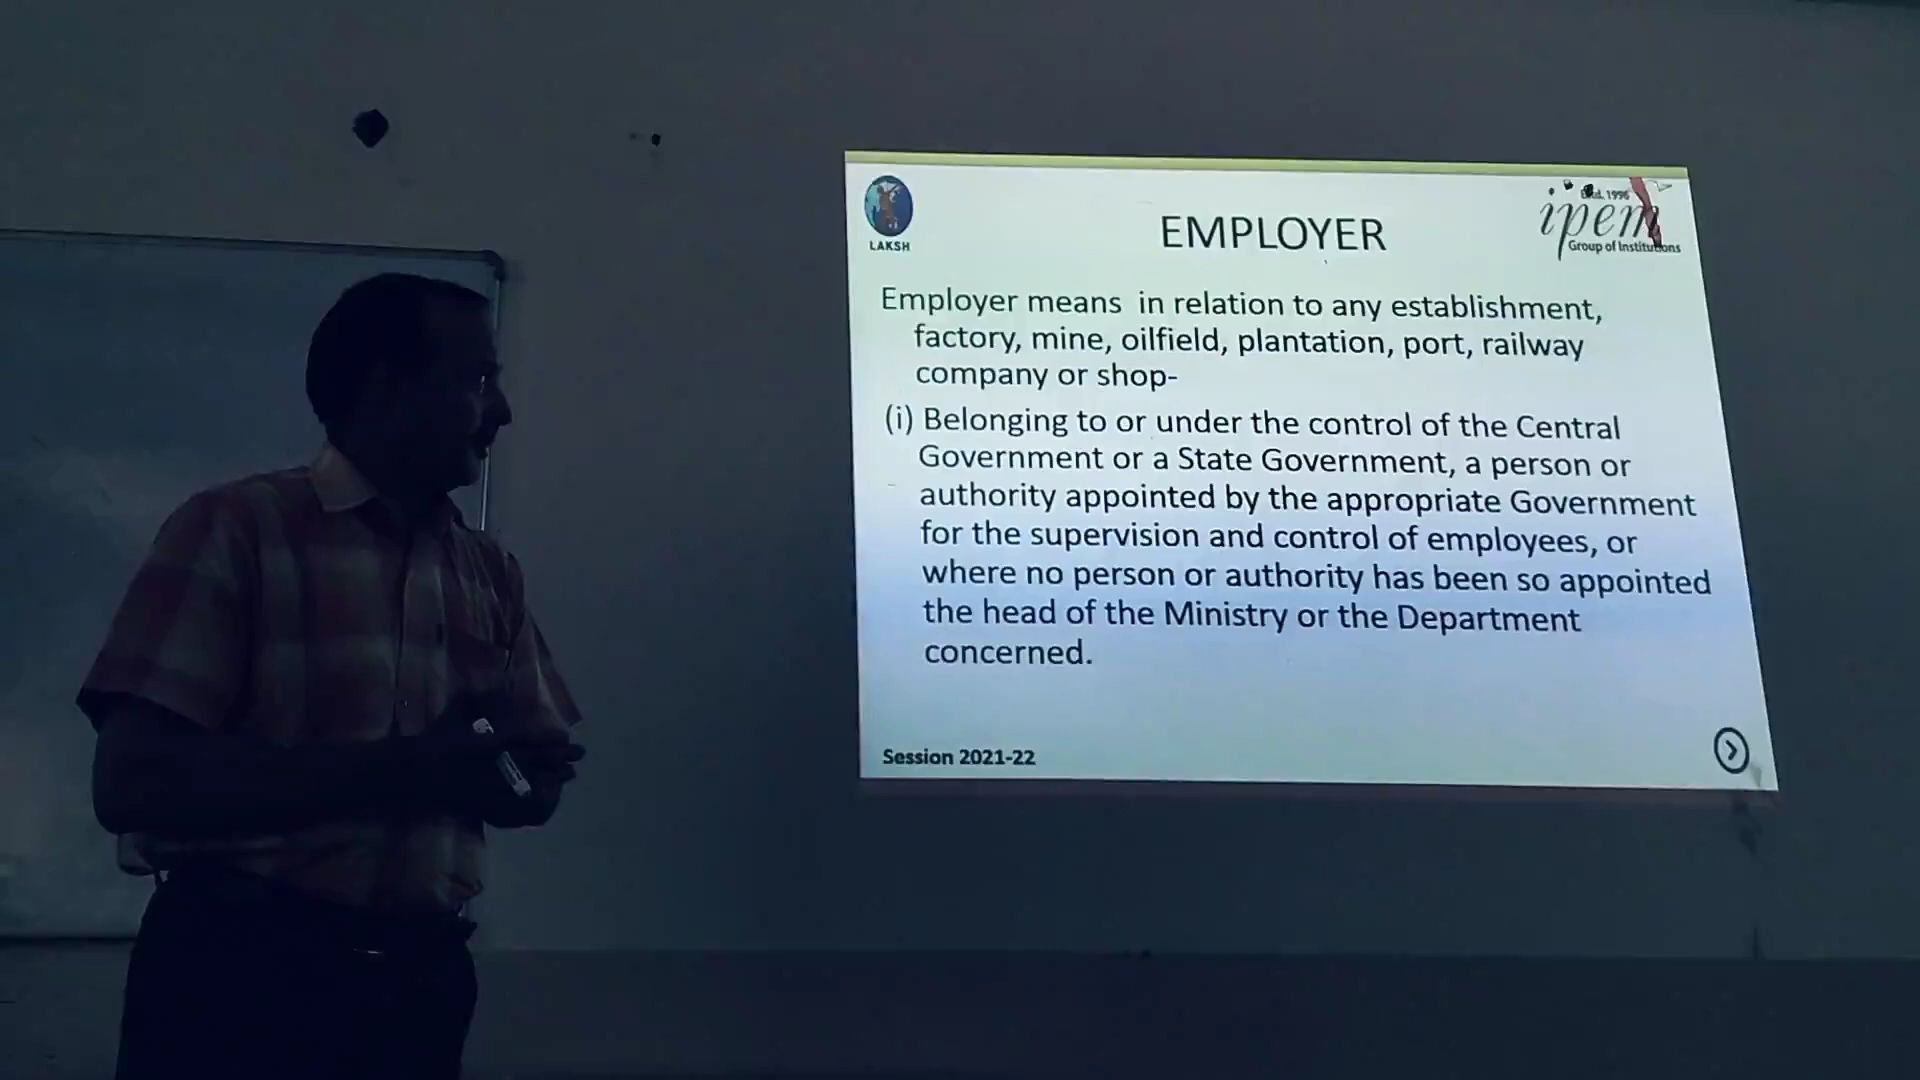 LAKSH
EMPLOYER
Estd. 1996
ipem
Group of Institutions
Employer means in relation to any establishment,
factory, mine, oilfield, plantation, port, railway
company or shop-
(i) Belonging to or under the control of the Central
Government or a State Government, a person or
authority appointed by the appropriate Government
for the supervision and control of employees, or
where no person or authority has been so appointed
the head of the Ministry or the Department
concerned.
Session 2021-22